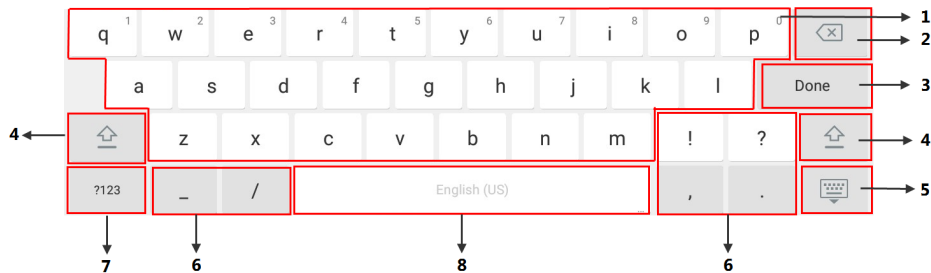 1 2 3 4 5 6 7 8 9 0 1
q w e r t y u i o p 2
a s d f g h j k l Done 3
4 z x c v b n m ! ? 4
?123 _ / English (US) , . 5
7 6 8 6